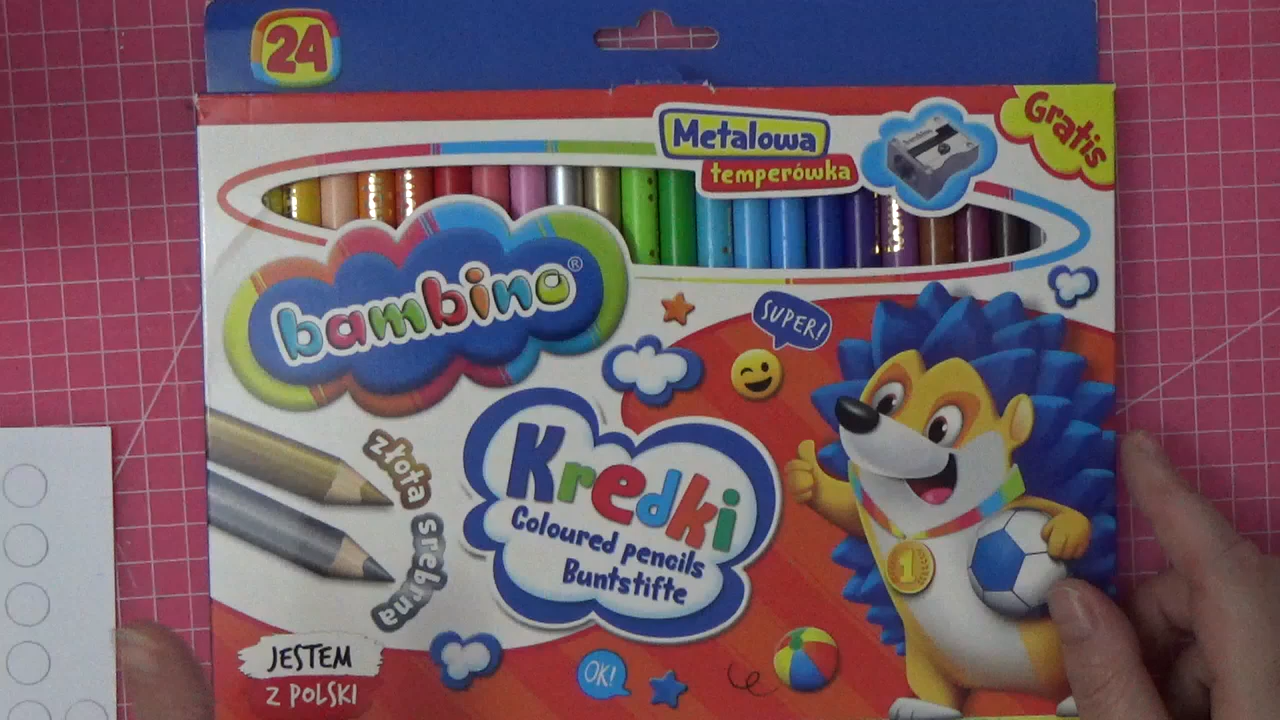 24
Metalowa
temperówka
Gratis
bambino®
SUPER!
złota srebrna
Kredki
Coloured pencils
Buntstifte
1
JESTEM
Z POLSKI
OK!